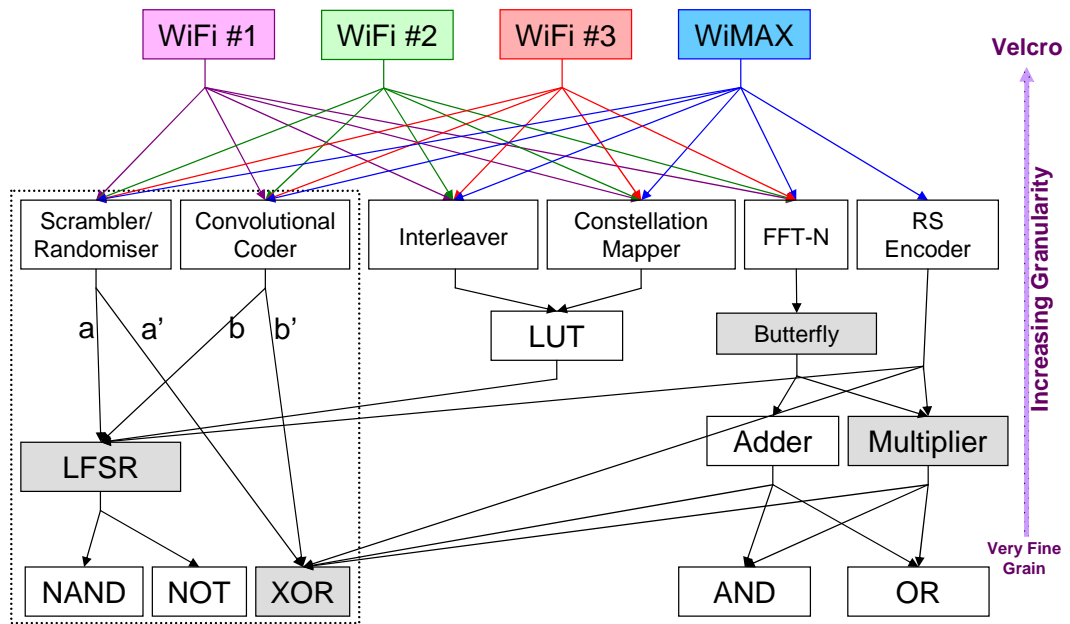 WiFi #1
WiFi #2
WiFi #3
WiMAX
Velcro
Scrambler/
Randomiser
Convolutional
Coder
Interleaver
Constellation
Mapper
FFT-N
RS
Encoder
Increasing Granularity
a
a'
b
b'
LUT
Butterfly
LFSR
Adder
Multiplier
NAND
NOT
XOR
AND
OR
Very Fine
Grain